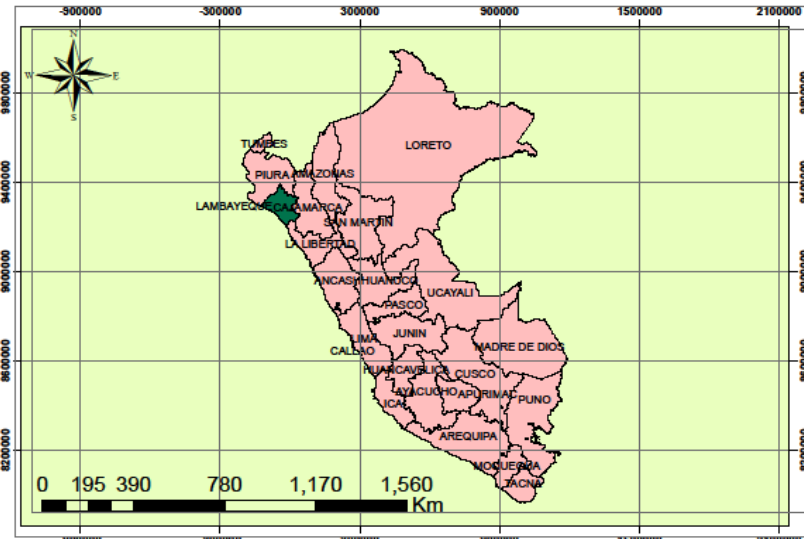 -900000 -300000 300000 900000 1500000 2100000
N
W E
S
9800000
TUMBES
LORETO
9400000
PIURA AMAZONAS
LAMBAYEQUE CAJAMARCA
SAN MARTIN
LA LIBERTAD
9000000
ANCASH HUANUCO
UCAYALI
PASCO
LIMA JUNIN
CALLAO MADRE DE DIOS
8600000
HUANCAVELICA
CUSCO
AYACUCHO APURIMAC
ICA PUNO
AREQUIPA
8200000
MOQUEGUA
TACNA
0 195 390 780 1,170 1,560
Km